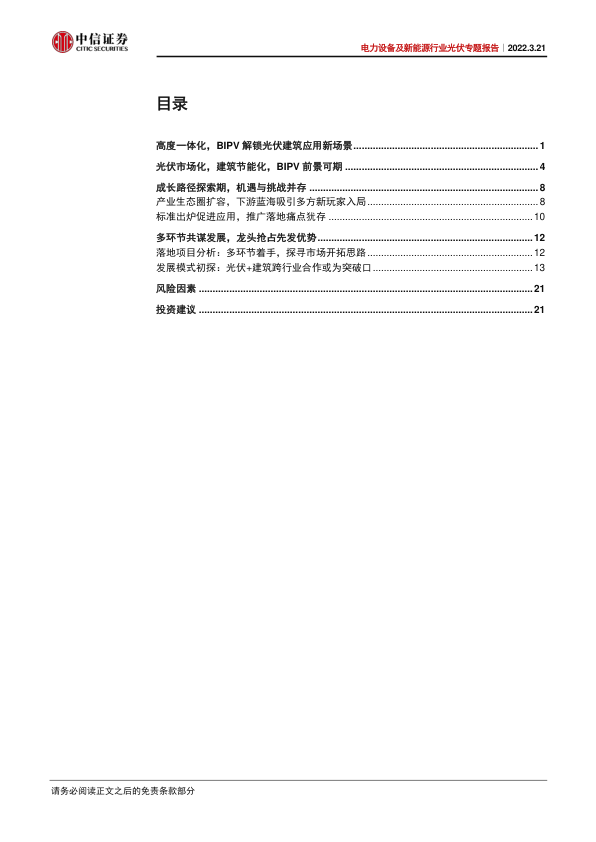 中信证券
CITIC SECURITIES
电力设备及新能源行业光伏专题报告｜2022.3.21
目录
高度一体化，BIPV 解锁光伏建筑应用新场景 ........ 1
光伏市场化，建筑节能化，BIPV 前景可期 ........ 4
成长路径探索期，机遇与挑战并存 ........ 8
产业生态圈扩容，下游蓝海吸引多方新玩家入局 ........ 8
标准出炉促进应用，推广落地痛点犹存 ........ 10
多环节共谋发展，龙头抢占先发优势 ........ 12
落地项目分析：多环节着手，探寻市场开拓思路 ........ 12
发展模式初探：光伏+建筑跨行业合作或为突破口 ........ 13
风险因素 ........ 21
投资建议 ........ 21
请务必阅读正文之后的免责条款部分